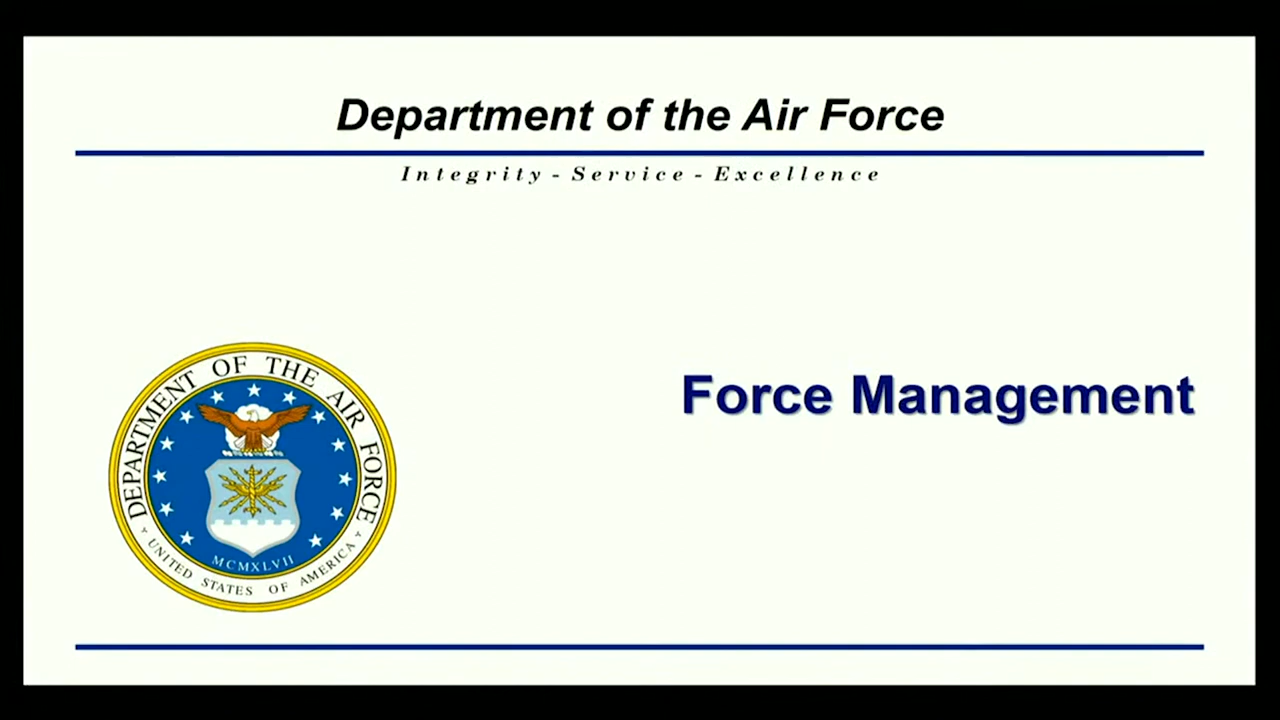 Department of the Air Force
Integrity - Service - Excellence
Force Management
DEPARTMENT OF THE AIR FORCE
MCMXLVII
UNITED STATES OF AMERICA